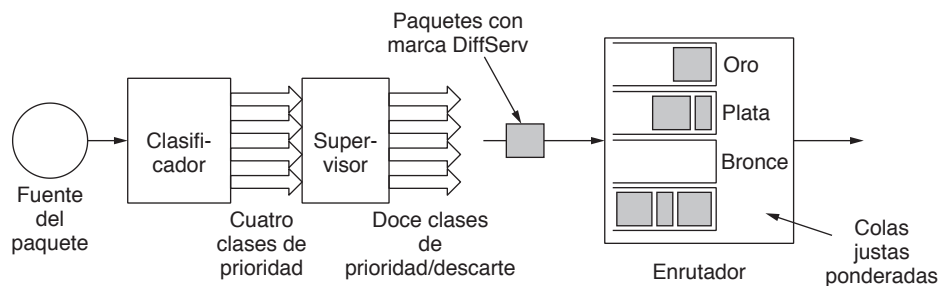 Fuente
del
paquete
Clasifi-
cador
Cuatro
clases de
prioridad
Super-
visor
Doce clases
de
prioridad/descarte
Paquetes con
marca DiffServ
Oro
Plata
Bronce
Enrutador
Colas
justas
ponderadas